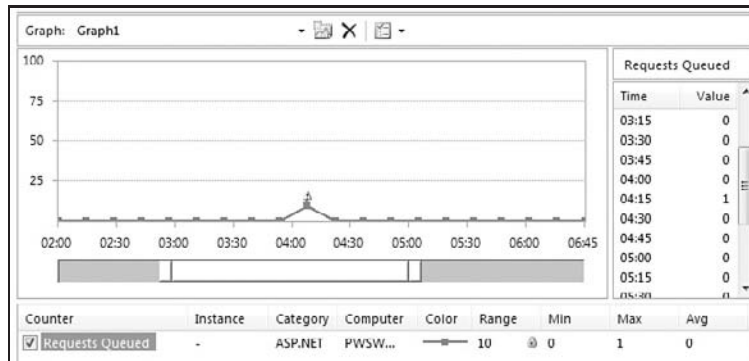 Graph: Graph1
100
75
50
25
02:00 02:30 03:00 03:30 04:00 04:30 05:00 05:30 06:00 06:45
Requests Queued
Time Value
03:15 0
03:30 0
03:45 0
04:00 0
04:15 1
04:30 0
04:45 0
05:00 0
05:15 0
05:30 0
Counter Instance Category Computer Color Range Min Max Avg
Requests Queued - ASP.NET PWSW... 10 0 1 0